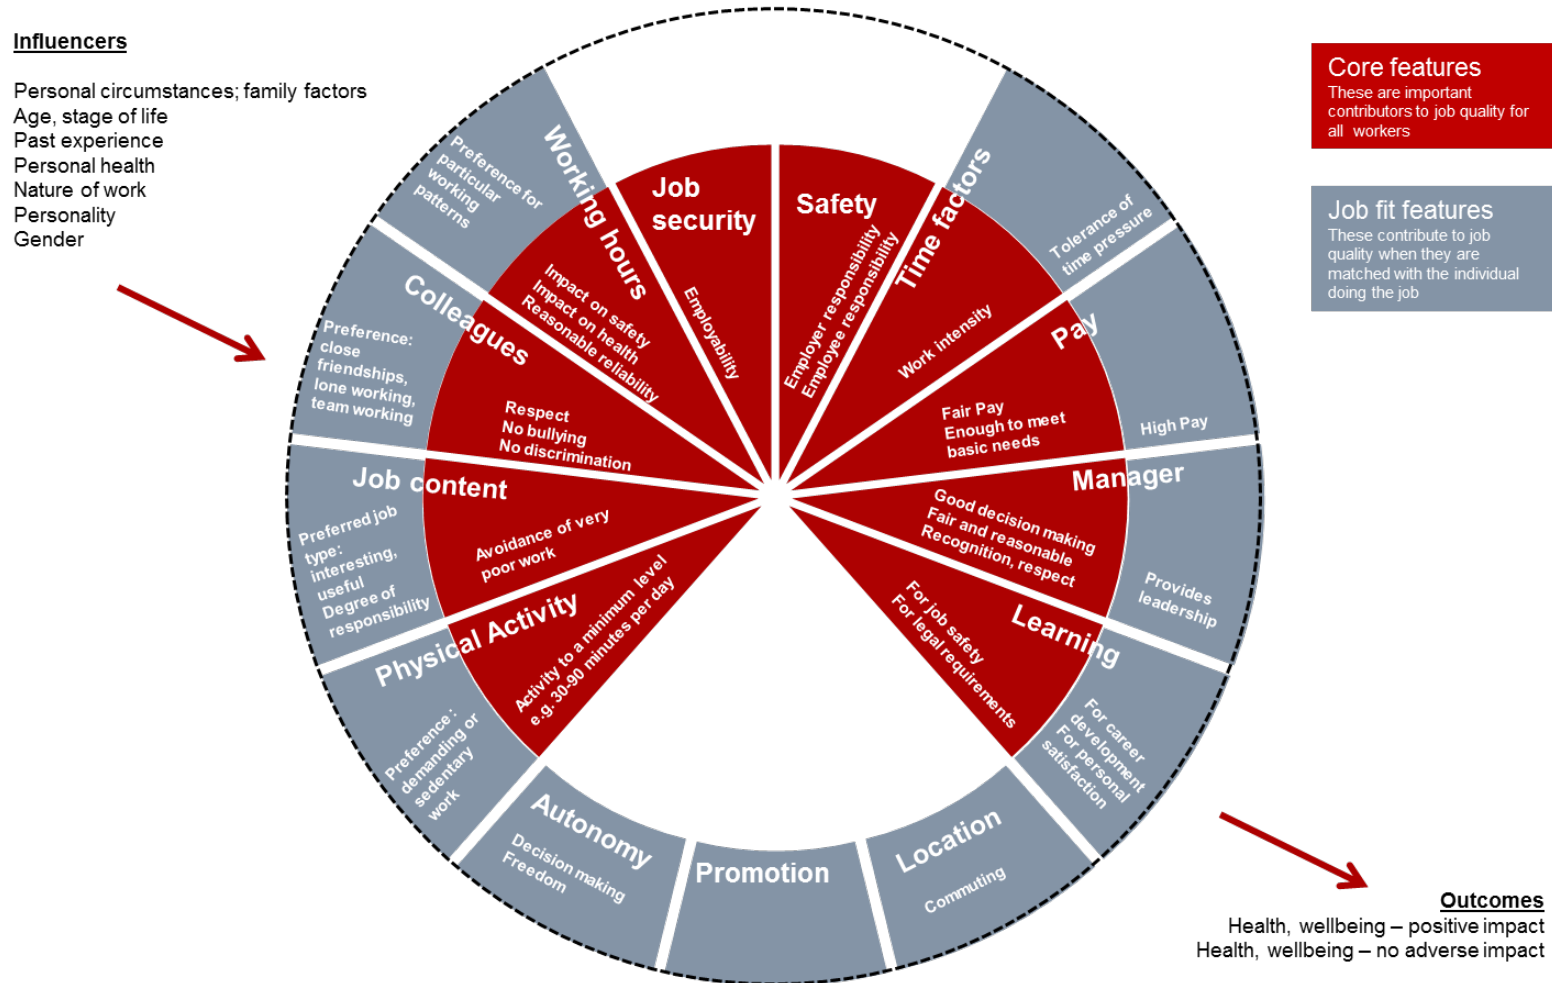 Influencers
Personal circumstances; family factors
Age, stage of life
Past experience
Personal health
Nature of work
Personality
Gender
Core features
These are important
contributors to job quality for
all workers
Job fit features
These contribute to job
quality when they are
matched with the individual
doing the job
Job
security
Employability
Safety
Employer responsibility
Employee responsibility
Time factors
Tolerance of
time pressure
Work intensity
Pay
High Pay
Fair Pay
Enough to meet
basic needs
Manager
Provides
leadership
Good decision making
Fair and reasonable
Recognition, respect
Learning
For career
development
For personal
satisfaction
For job safety
For legal requirements
Location
Commuting
Promotion
Autonomy
Decision making
Freedom
Physical Activity
Preference :
demanding or
sedentary
work
Activity to a minimum level
e.g. 30-90 minutes per day
Job content
Preferred job
type:
interesting,
useful
Degree of
responsibility
Avoidance of very
poor work
Colleagues
Preference:
close
friendships,
lone working,
team working
Respect
No bullying
No discrimination
Working hours
Preference for
particular
working
patterns
Impact on safety
Impact on health
Reasonable reliability
Outcomes
Health, wellbeing – positive impact
Health, wellbeing – no adverse impact